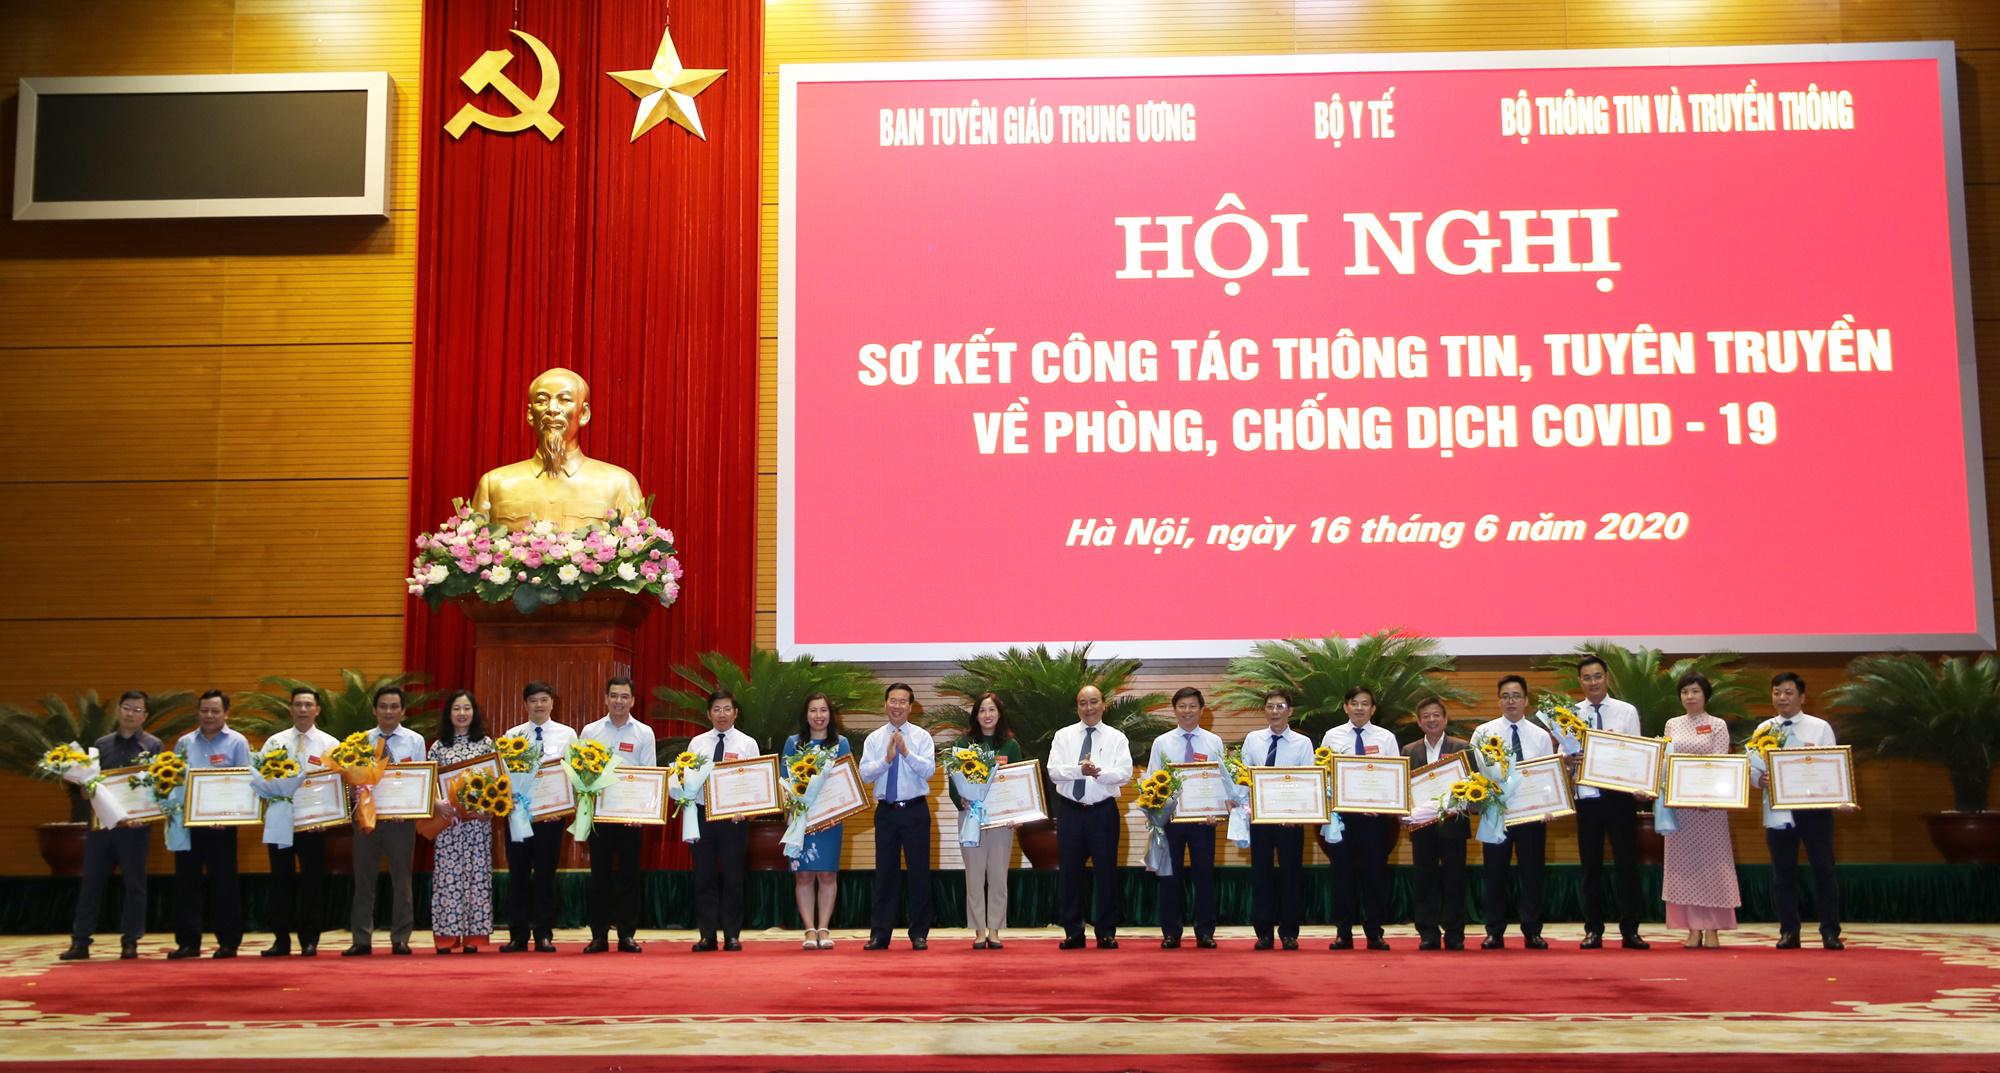 BAN TUYÊN GIÁO TRUNG ƯƠNG BỘ Y TẾ BỘ THÔNG TIN VÀ TRUYỀN THÔNG
HỘI NGHỊ
SƠ KẾT CÔNG TÁC THÔNG TIN, TUYÊN TRUYỀN
VỀ PHÒNG, CHỐNG DỊCH COVID - 19
Hà Nội, ngày 16 tháng 6 năm 2020